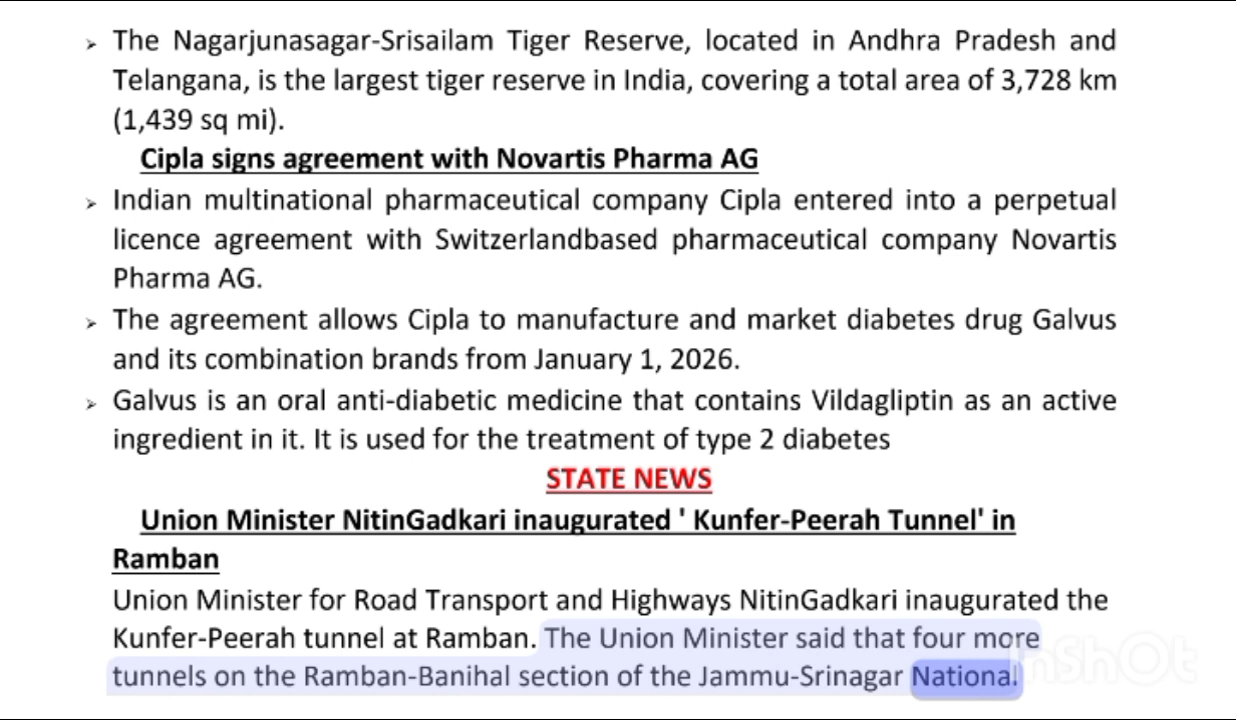 ➢ The Nagarjunasagar-Srisailam Tiger Reserve, located in Andhra Pradesh and
Telangana, is the largest tiger reserve in India, covering a total area of 3,728 km
(1,439 sq mi).
Cipla signs agreement with Novartis Pharma AG
➢ Indian multinational pharmaceutical company Cipla entered into a perpetual
licence agreement with Switzerlandbased pharmaceutical company Novartis
Pharma AG.
➢ The agreement allows Cipla to manufacture and market diabetes drug Galvus
and its combination brands from January 1, 2026.
➢ Galvus is an oral anti-diabetic medicine that contains Vildagliptin as an active
ingredient in it. It is used for the treatment of type 2 diabetes
STATE NEWS
Union Minister NitinGadkari inaugurated ' Kunfer-Peerah Tunnel' in
Ramban
Union Minister for Road Transport and Highways NitinGadkari inaugurated the
Kunfer-Peerah tunnel at Ramban. The Union Minister said that four more
tunnels on the Ramban-Banihal section of the Jammu-Srinagar National
InShOt